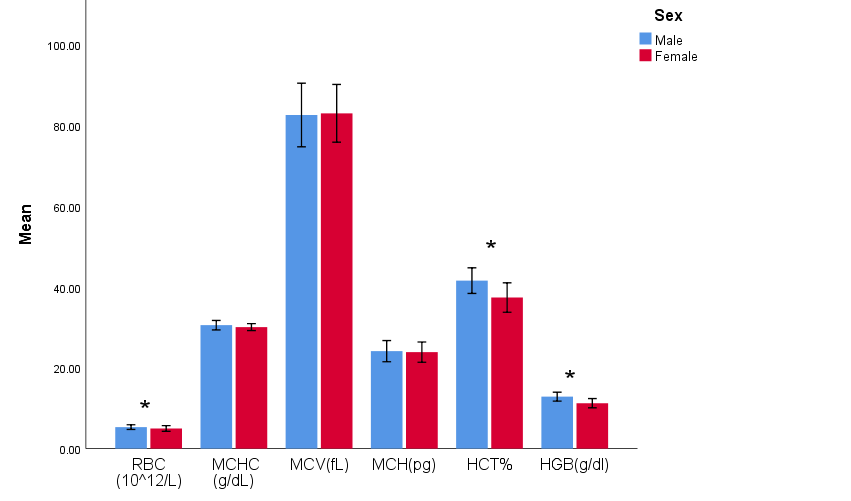 Sex
Male
Female
100.00
80.00
60.00
40.00
20.00
0.00
Mean
*
*
*
RBC
(10^12/L)
MCHC
(g/dL)
MCV(fL)
MCH(pg)
HCT%
HGB(g/dl)